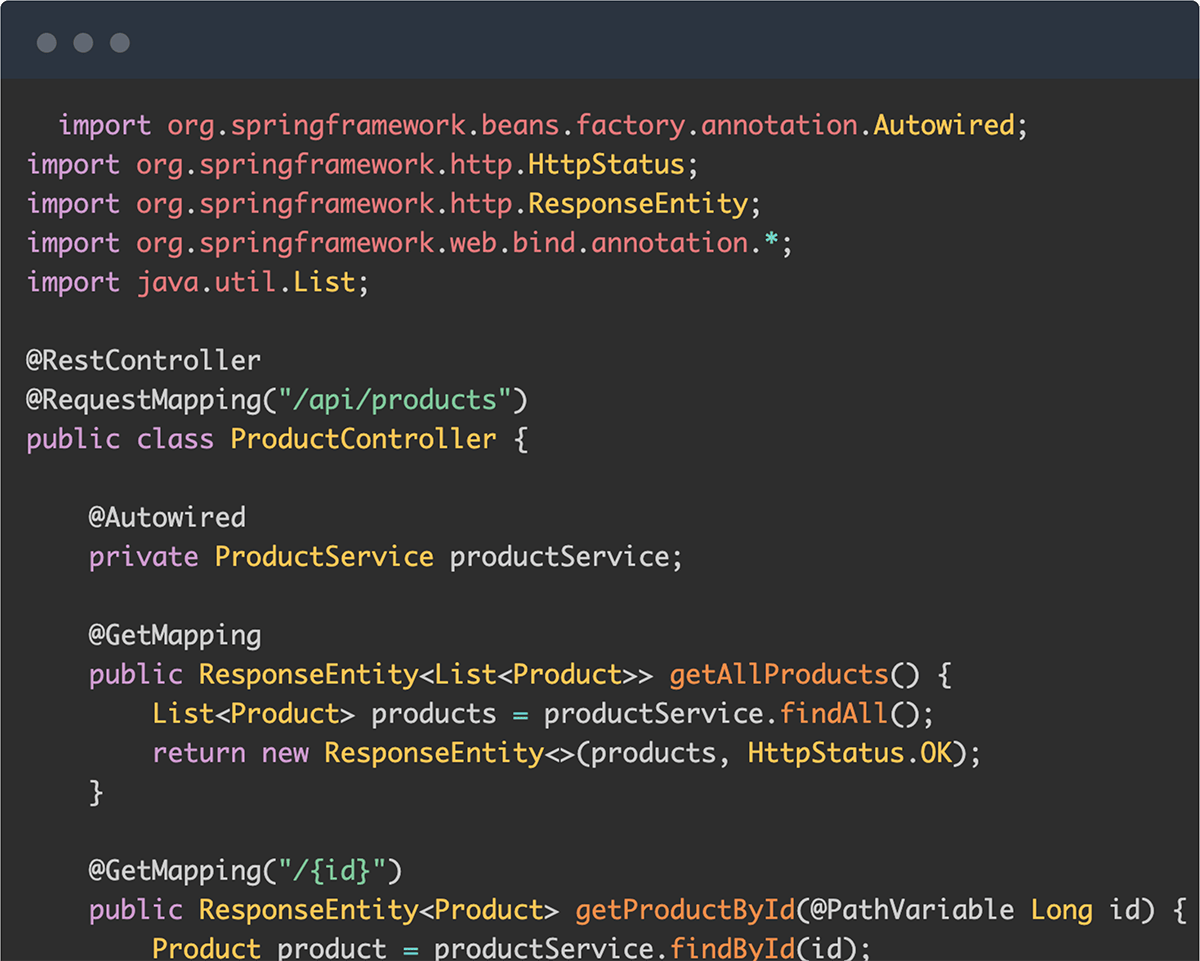 import org.springframework.beans.factory.annotation.Autowired;
import org.springframework.http.HttpStatus;
import org.springframework.http.ResponseEntity;
import org.springframework.web.bind.annotation.*;
import java.util.List;

@RestController
@RequestMapping("/api/products")
public class ProductController {

    @Autowired
    private ProductService productService;

    @GetMapping
    public ResponseEntity<List<Product>> getAllProducts() {
        List<Product> products = productService.findAll();
        return new ResponseEntity<>(products, HttpStatus.OK);
    }

    @GetMapping("/{id}")
    public ResponseEntity<Product> getProductById(@PathVariable Long id) {
        Product product = productService.findById(id);